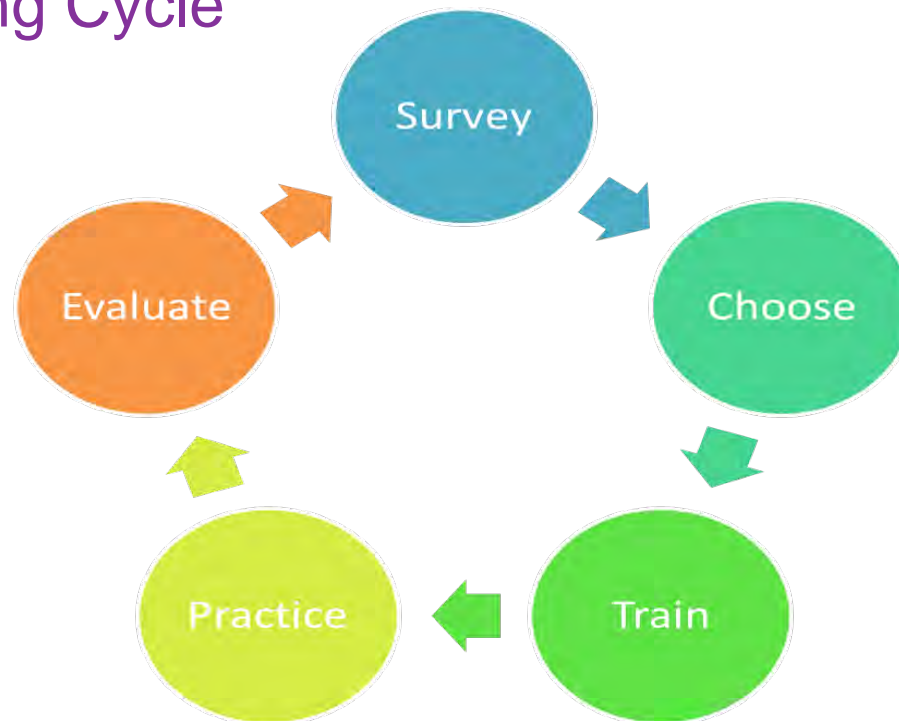 ng Cycle
Survey
Choose
Train
Practice
Evaluate